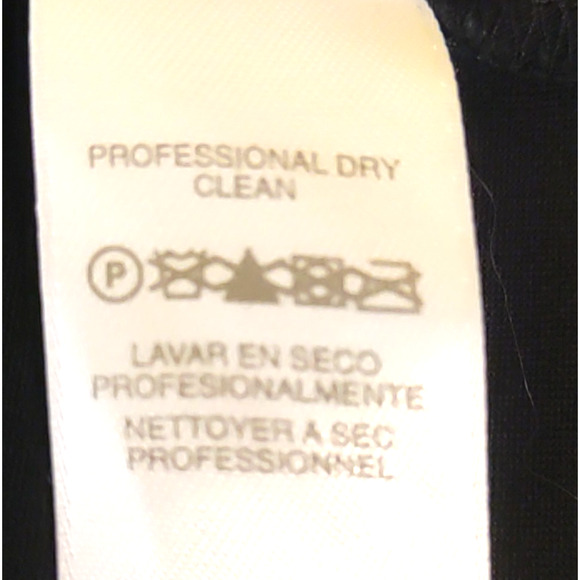 PROFESSIONAL DRY
CLEAN
P
LAVAR EN SECO
PROFESIONALMENTE
NETTOYER A SEC
PROFESSIONNEL